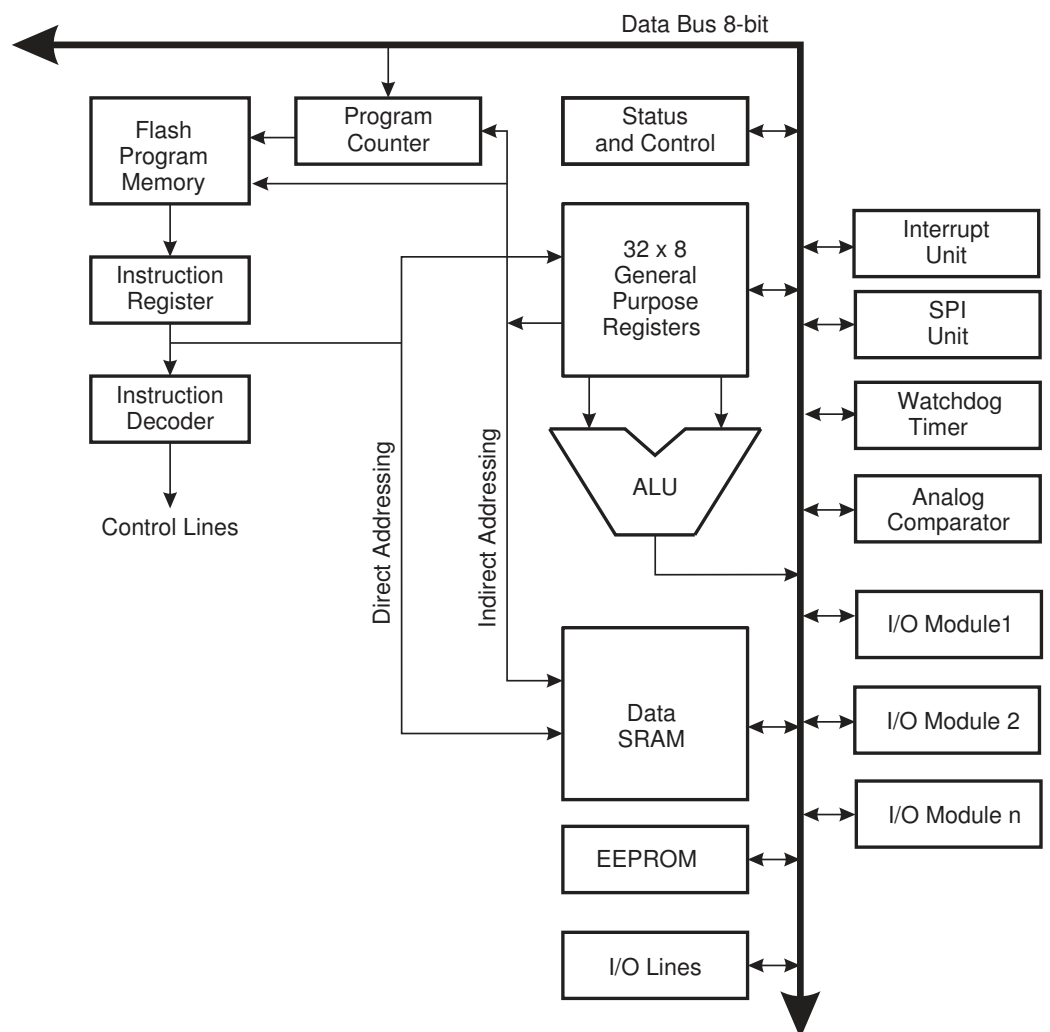 Data Bus 8-bit
Flash
Program
Memory
Program
Counter
Status
and Control
32 x 8
General
Purpose
Registers
Interrupt
Unit
Instruction
Register
SPI
Unit
Instruction
Decoder
Watchdog
Timer
Control Lines
Direct Addressing
Indirect Addressing
ALU
Analog
Comparator
I/O Module1
Data
SRAM
I/O Module 2
I/O Module n
EEPROM
I/O Lines